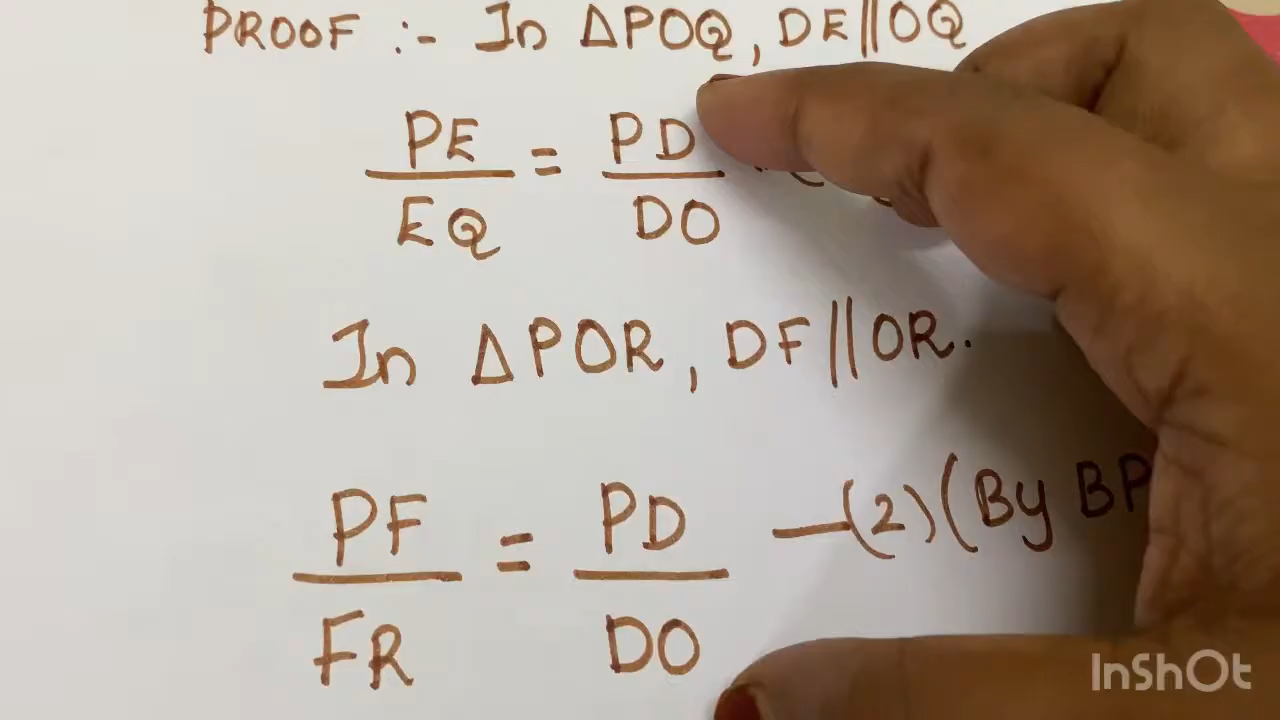 PROOF :- In ΔPOQ, DE||OQ
PE/EQ = PD/DO
In ΔPOR, DF||OR.
PF/FR = PD/DO —(2) (By BP
InShOt